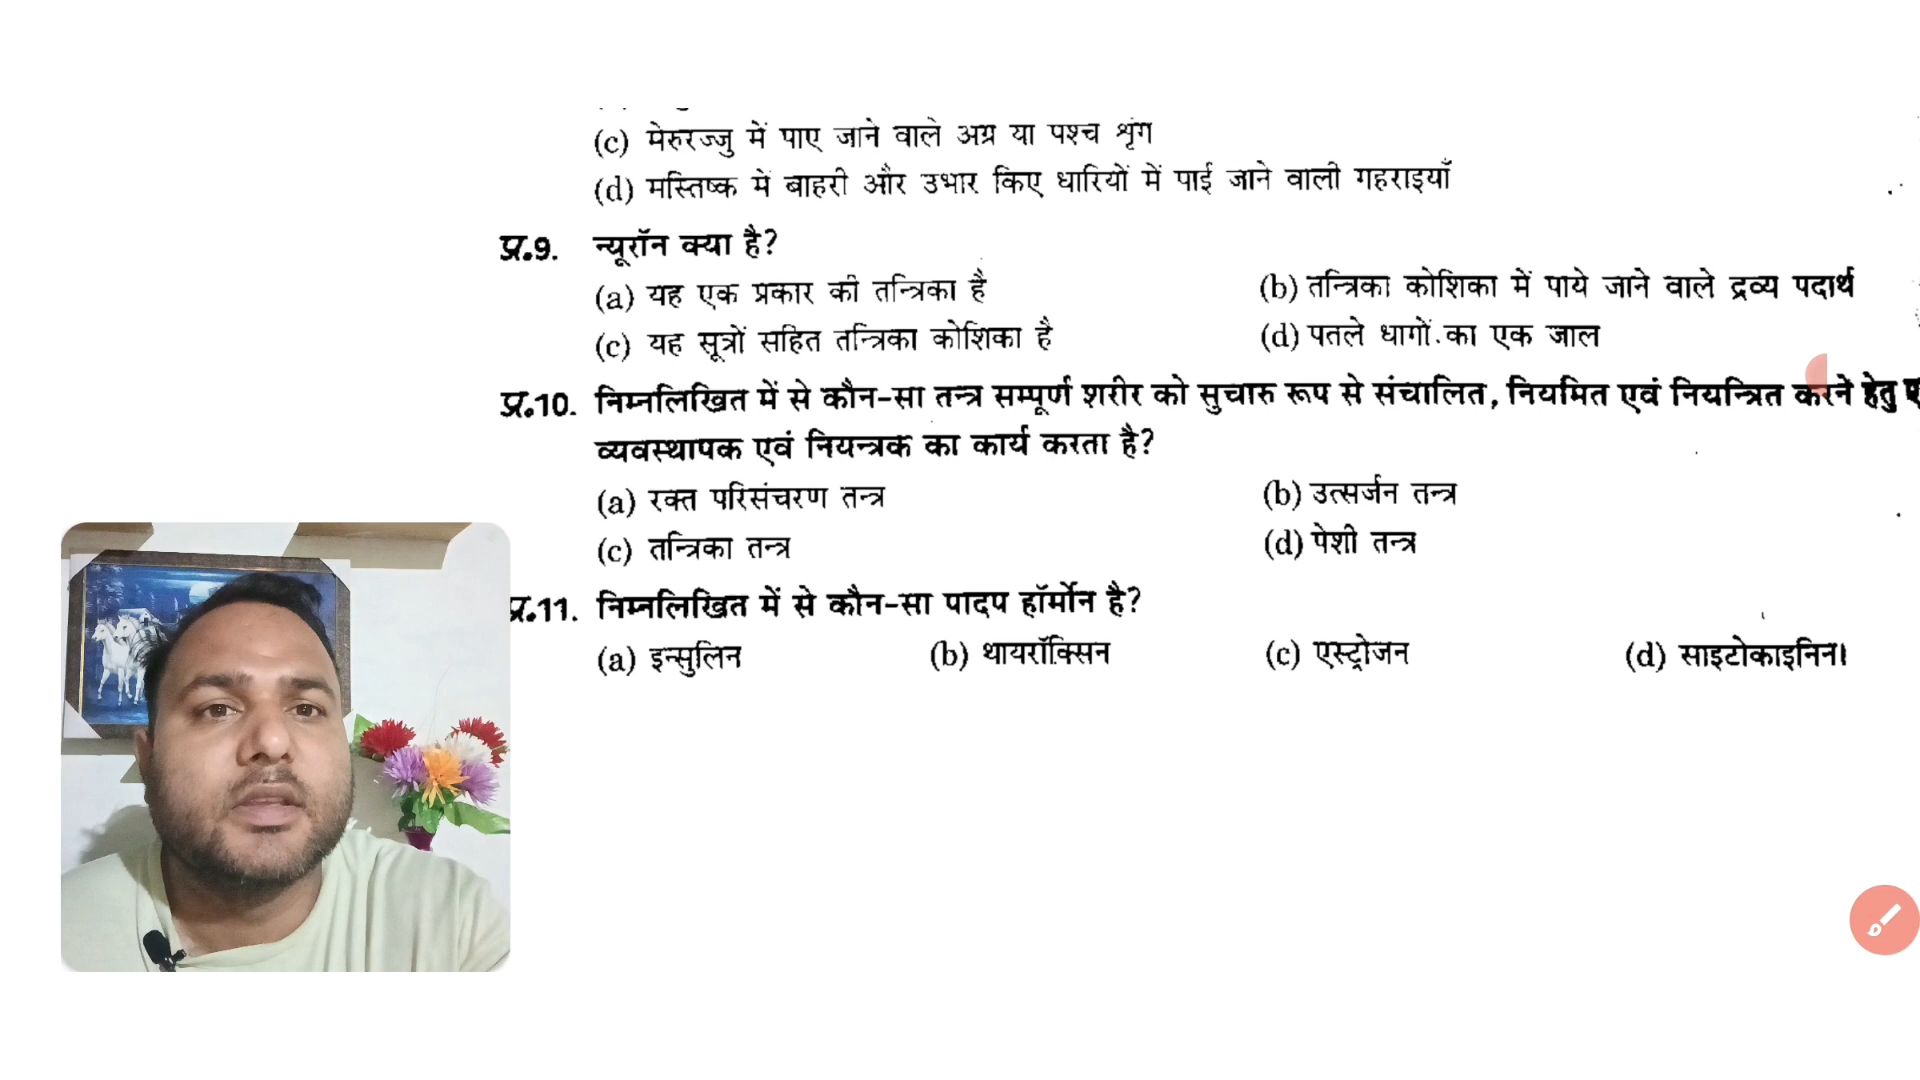 (c) मेरुरज्जु में पाए जाने वाले अग्र या पश्च शृंग
(d) मस्तिष्क में बाहरी और उभार किए धारियों में पाई जाने वाली गहराइयाँ
प्र.9. न्यूरॉन क्या है?
(a) यह एक प्रकार की तन्त्रिका है (b) तन्त्रिका कोशिका में पाये जाने वाले द्रव्य पदार्थ
(c) यह सूत्रों सहित तन्त्रिका कोशिका है (d) पतले धागों का एक जाल
प्र.10. निम्नलिखित में से कौन-सा तन्त्र सम्पूर्ण शरीर को सुचारु रूप से संचालित, नियमित एवं नियन्त्रित करने हेतु
व्यवस्थापक एवं नियन्त्रक का कार्य करता है?
(a) रक्त परिसंचरण तन्त्र (b) उत्सर्जन तन्त्र
(c) तन्त्रिका तन्त्र (d) पेशी तन्त्र
प्र.11. निम्नलिखित में से कौन-सा पादप हॉर्मोन है?
(a) इन्सुलिन (b) थायरॉक्सिन (c) एस्ट्रोजन (d) साइटोकाइनिन।